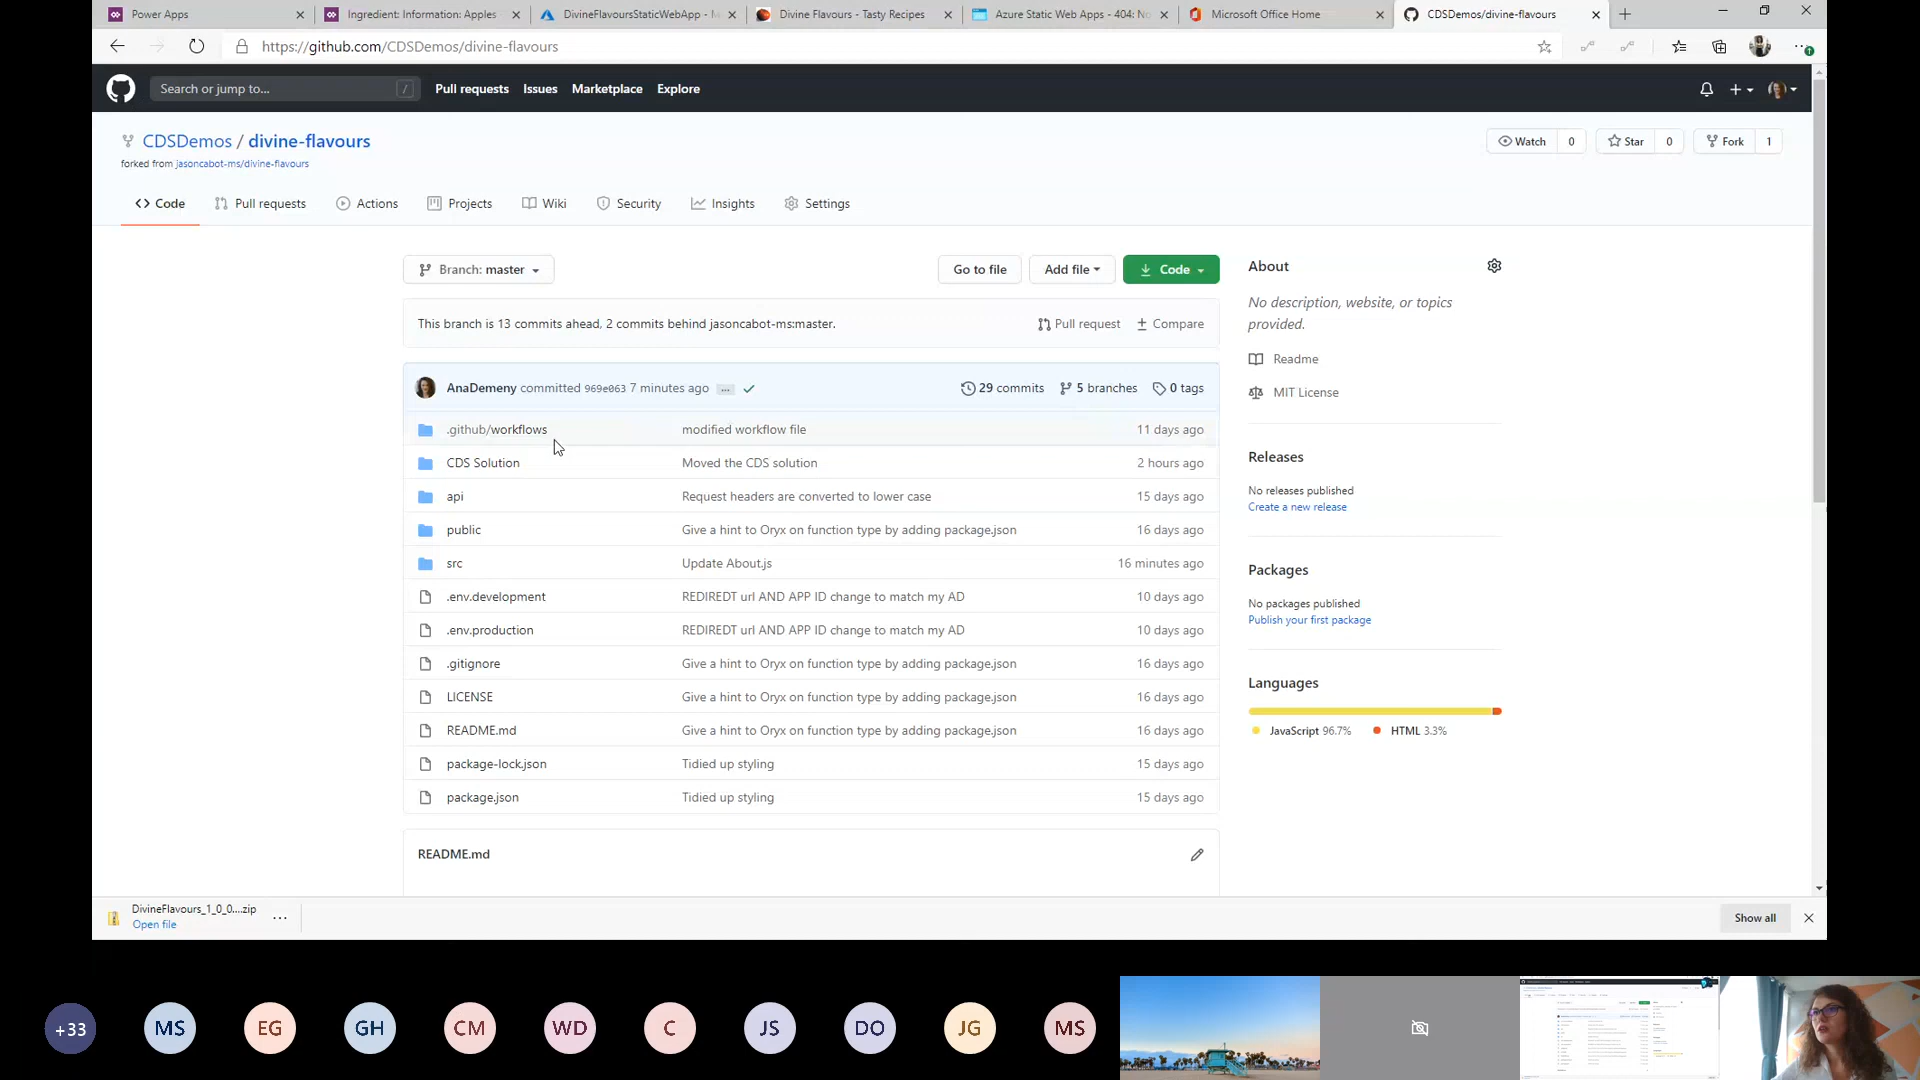 Power Apps
Ingredient: Information: Apples
DivineFlavoursStaticWebApp - M
Divine Flavours - Tasty Recipes
Azure Static Web Apps - 404: No
Microsoft Office Home
CDSDemos/divine-flavours
https://github.com/CDSDemos/divine-flavours
Search or jump to...
/
Pull requests
Issues
Marketplace
Explore
CDSDemos / divine-flavours
forked from jasoncabot-ms/divine-flavours
Watch 0
Star 0
Fork 1
Code
Pull requests
Actions
Projects
Wiki
Security
Insights
Settings
Branch: master
Go to file
Add file
Code
This branch is 13 commits ahead, 2 commits behind jasoncabot-ms:master.
Pull request
Compare
AnaDemeny committed 969e063 7 minutes ago ...
29 commits
5 branches
0 tags
.github/workflows modified workflow file 11 days ago
CDS Solution Moved the CDS solution 2 hours ago
api Request headers are converted to lower case 15 days ago
public Give a hint to Oryx on function type by adding package.json 16 days ago
src Update About.js 16 minutes ago
.env.development REDIREDT url AND APP ID change to match my AD 10 days ago
.env.production REDIREDT url AND APP ID change to match my AD 10 days ago
.gitignore Give a hint to Oryx on function type by adding package.json 16 days ago
LICENSE Give a hint to Oryx on function type by adding package.json 16 days ago
README.md Give a hint to Oryx on function type by adding package.json 16 days ago
package-lock.json Tidied up styling 15 days ago
package.json Tidied up styling 15 days ago
README.md
About
No description, website, or topics
provided.
Readme
MIT License
Releases
No releases published
Create a new release
Packages
No packages published
Publish your first package
Languages
JavaScript 96.7%
HTML 3.3%
DivineFlavours_1_0_0....zip
Open file
...
Show all
+33
MS
EG
GH
CM
WD
C
JS
DO
JG
MS